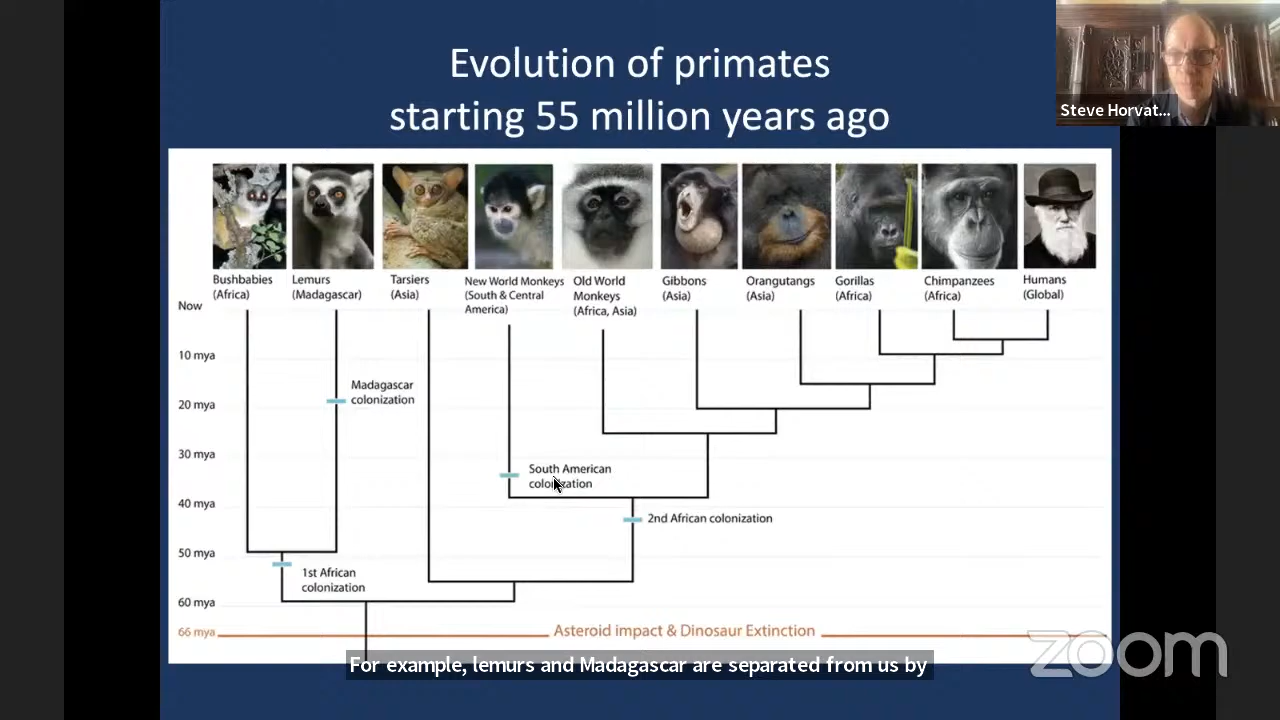 Evolution of primates
starting 55 million years ago
Steve Horvat...
Bushbabies
(Africa)
Lemurs
(Madagascar)
Tarsiers
(Asia)
New World Monkeys
(South & Central
America)
Old World
Monkeys
(Africa, Asia)
Gibbons
(Asia)
Orangutangs
(Asia)
Gorillas
(Africa)
Chimpanzees
(Africa)
Humans
(Global)
Now
10 mya
Madagascar
colonization
20 mya
30 mya
South American
colonization
40 mya
2nd African colonization
50 mya
1st African
colonization
60 mya
66 mya
Asteroid impact & Dinosaur Extinction
For example, lemurs and Madagascar are separated from us by
zoom